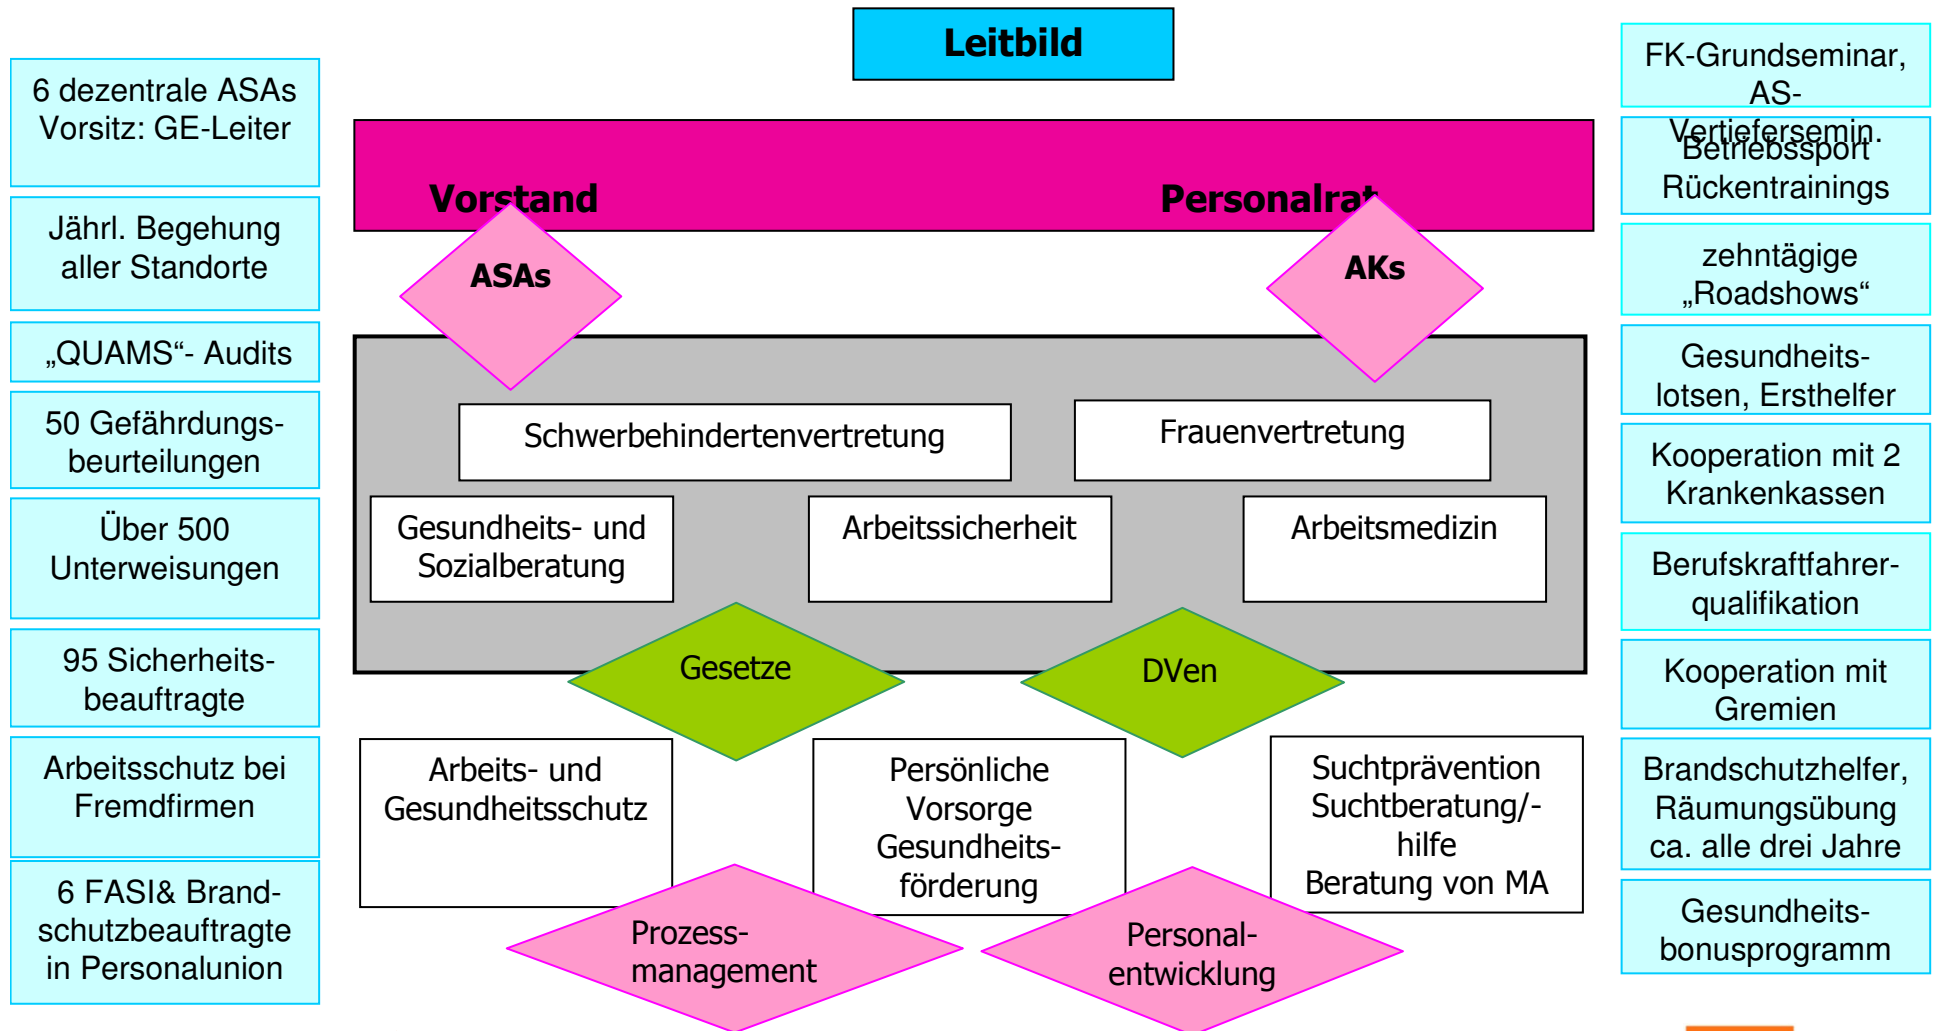 Leitbild
6 dezentrale ASAs
Vorsitz: GE-Leiter
Jährl. Begehung
aller Standorte
„QUAMS“- Audits
50 Gefährdungs-
beurteilungen
Über 500
Unterweisungen
95 Sicherheits-
beauftragte
Arbeitsschutz bei
Fremdfirmen
6 FASI& Brand-
schutzbeauftragte
in Personalunion
Vorstand
Personalrat
ASAs
AKs
Schwerbehindertenvertretung
Frauenvertretung
Gesundheits- und
Sozialberatung
Arbeitssicherheit
Arbeitsmedizin
Gesetze
DVen
Arbeits- und
Gesundheitsschutz
Persönliche
Vorsorge
Gesundheits-
förderung
Suchtprävention
Suchtberatung/-
hilfe
Beratung von MA
Prozess-
management
Personal-
entwicklung
FK-Grundseminar,
AS-
Vertiefersemin.
Betriebssport
Rückentrainings
zehntägige
„Roadshows“
Gesundheits-
lotsen, Ersthelfer
Kooperation mit 2
Krankenkassen
Berufskraftfahrer-
qualifikation
Kooperation mit
Gremien
Brandschutzhelfer,
Räumungsübung
ca. alle drei Jahre
Gesundheits-
bonusprogramm